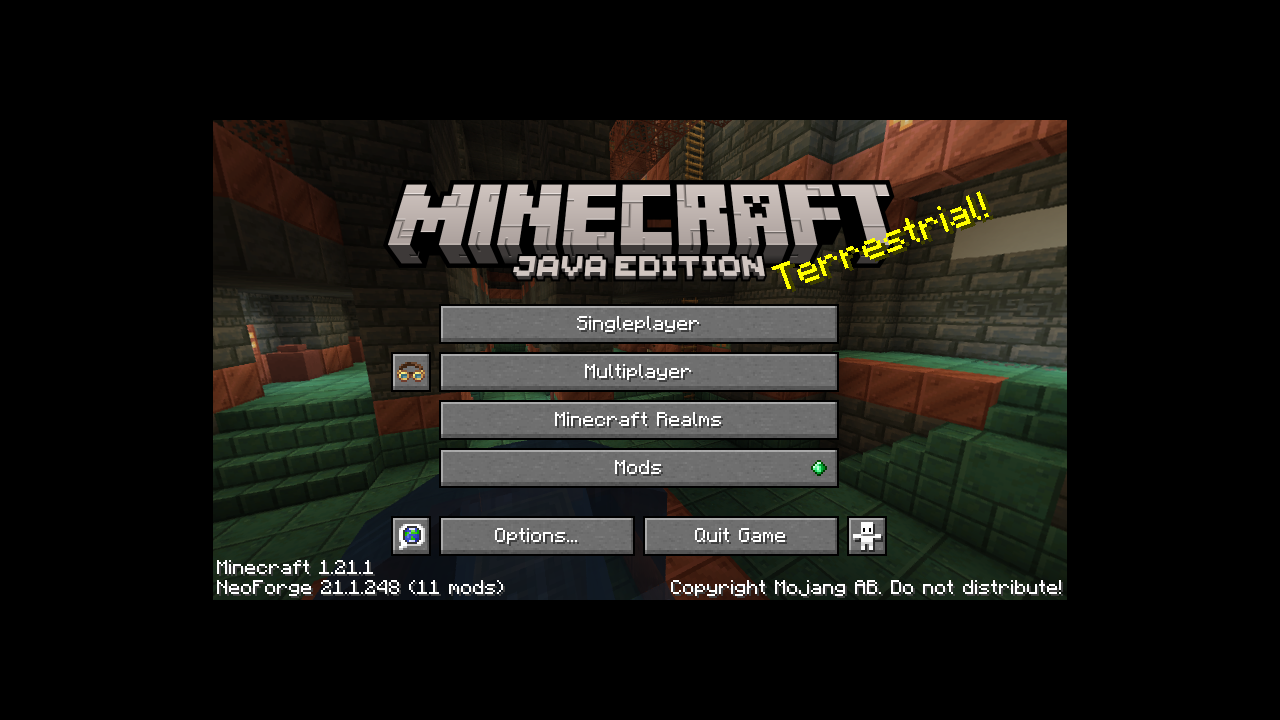 MINECRAFT
JAVA EDITION
Terrestrial!
Singleplayer
Multiplayer
Minecraft Realms
Mods
Options...
Quit Game
Minecraft 1.21.1
NeoForge 21.1.248 (11 mods)
Copyright Mojang AB. Do not distribute!